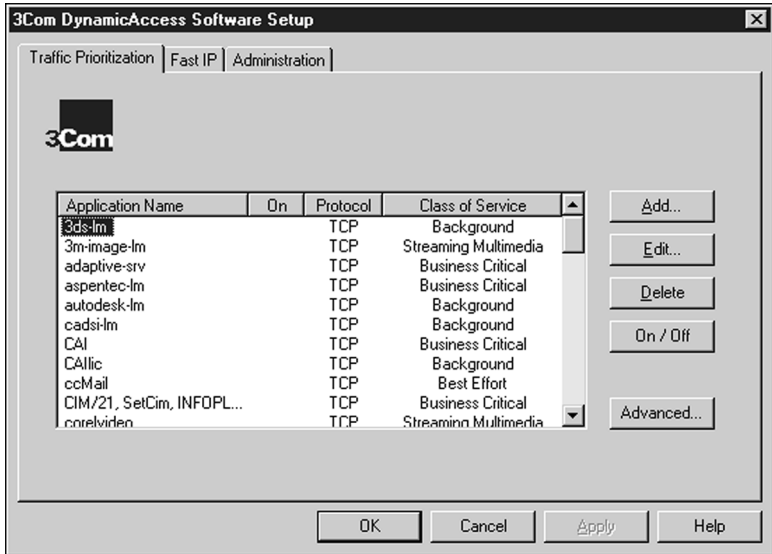 3Com DynamicAccess Software Setup
Traffic Prioritization Fast IP Administration
3Com
Application Name On Protocol Class of Service
3ds-lm TCP Background
3m-image-lm TCP Streaming Multimedia
adaptive-srv TCP Business Critical
aspentec-lm TCP Business Critical
autodesk-lm TCP Background
cadsi-lm TCP Background
CAI TCP Business Critical
CAIlic TCP Background
ccMail TCP Best Effort
CIM/21, SetCim, INFOPL... TCP Business Critical
corelvideo TCP Streaming Multimedia
Add...
Edit...
Delete
On / Off
Advanced...
OK Cancel Apply Help